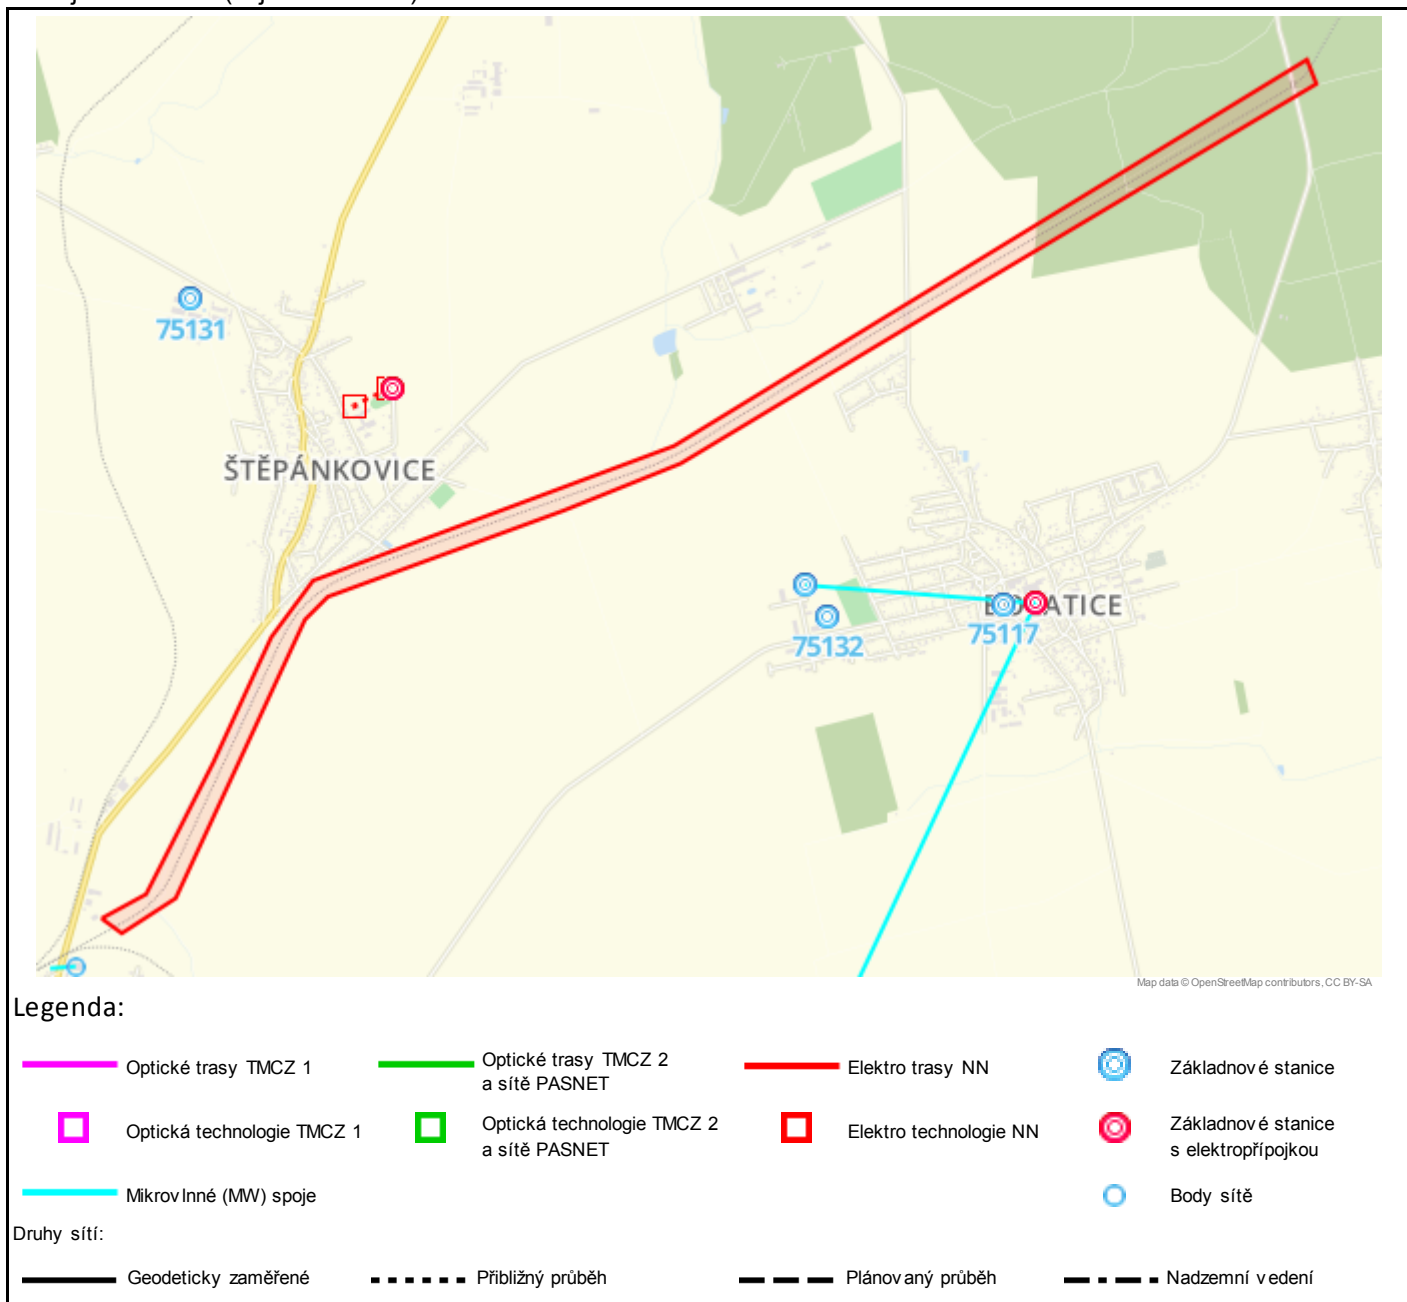 75131
ŠTĚPÁNKOVICE
75132
75117
Map data © OpenStreetMap contributors, CC BY-SA
Legenda:
Optické trasy TMCZ 1
Optické trasy TMCZ 2
a sítě PASNET
Elektro trasy NN
Základnové stanice
Optická technologie TMCZ 1
Optická technologie TMCZ 2
a sítě PASNET
Elektro technologie NN
Základnové stanice
s elektropřípojkou
Mikrovlnné (MW) spoje
Body sítě
Druhy sítí:
Geodeticky zaměřené
Přibližný průběh
Plánovaný průběh
Nadzemní vedení